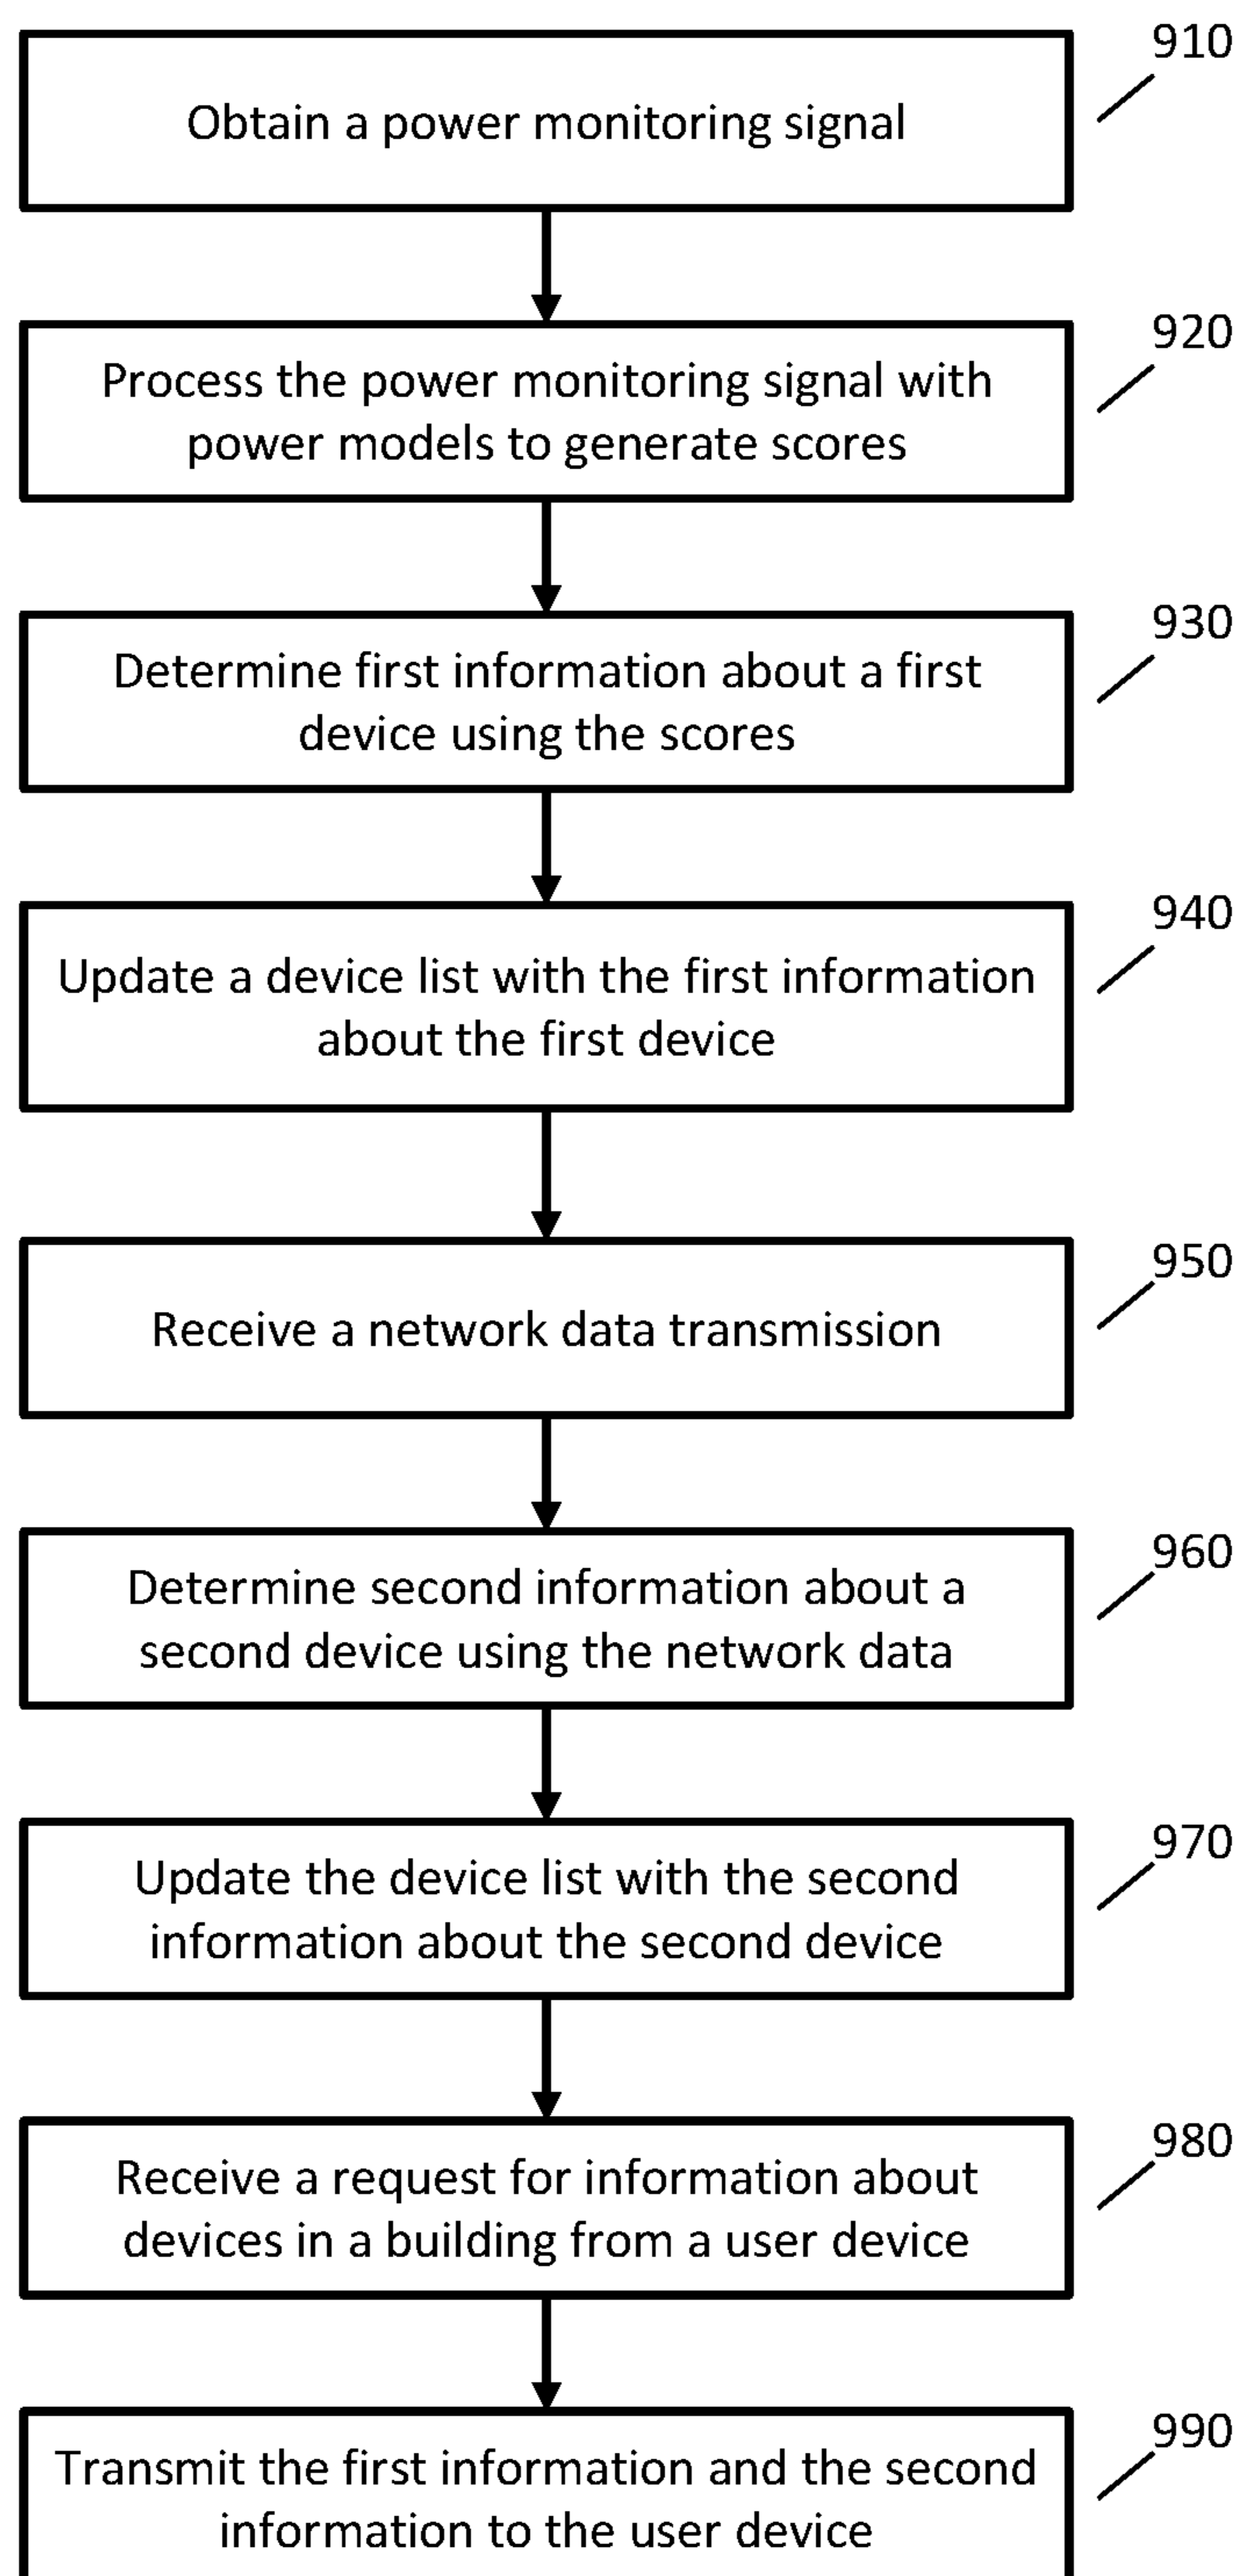 910
Obtain a power monitoring signal
920
Process the power monitoring signal with
power models to generate scores
930
Determine first information about a first
device using the scores
940
Update a device list with the first information
about the first device
950
Receive a network data transmission
960
Determine second information about a
second device using the network data
970
Update the device list with the second
information about the second device
980
Receive a request for information about
devices in a building from a user device
990
Transmit the first information and the second
information to the user device